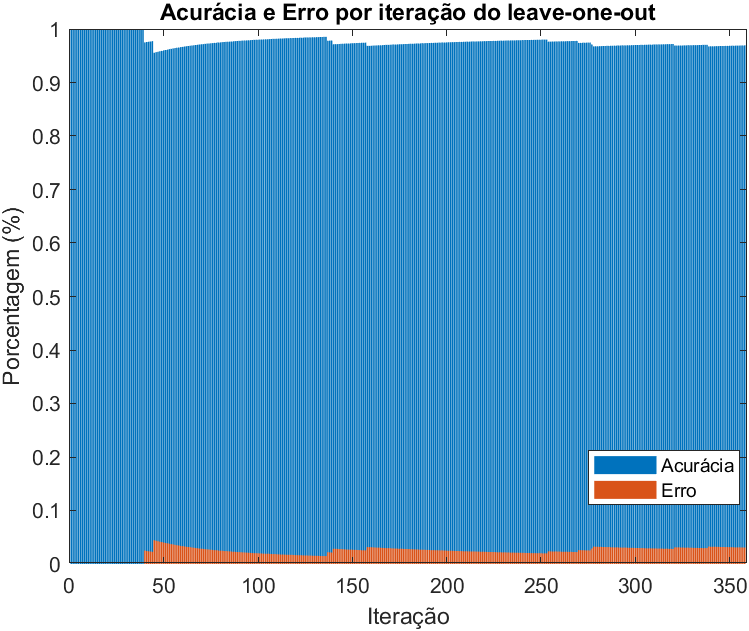 Acurácia e Erro por iteração do leave-one-out
Porcentagem (%)
1
0.9
0.8
0.7
0.6
0.5
0.4
0.3
0.2
0.1
0
Acurácia
Erro
0 50 100 150 200 250 300 350
Iteração